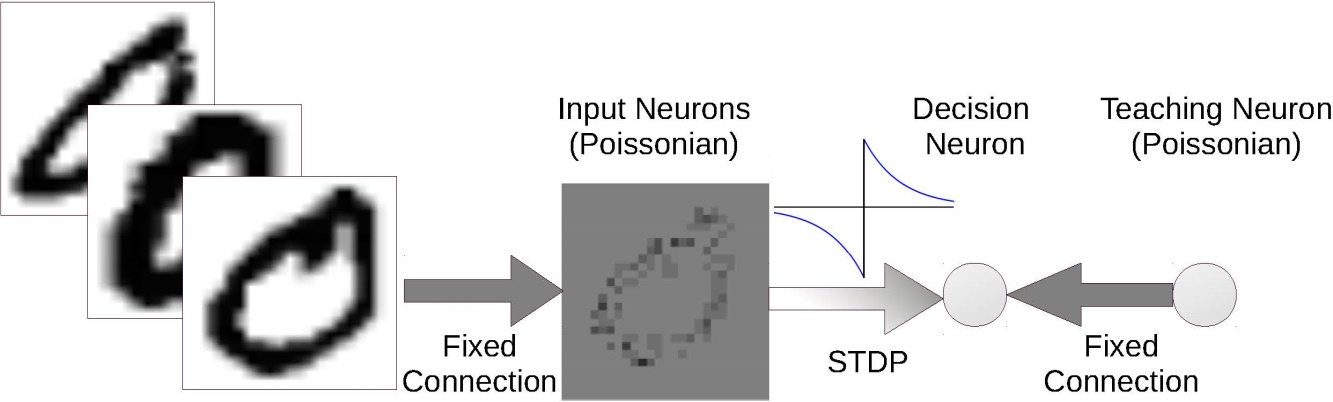 Input Neurons
(Poissonian)
Decision
Neuron
Teaching Neuron
(Poissonian)
Fixed
Connection
STDP
Fixed
Connection